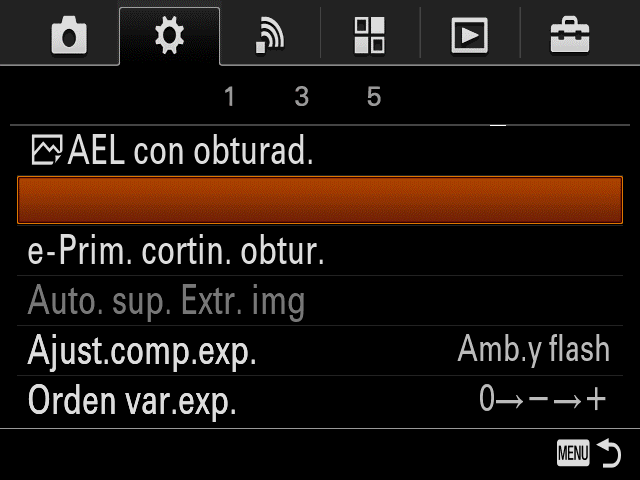 1 3 5
AEL con obturad.
e-Prim. cortin. obtur.
Auto. sup. Extr. img
Ajust.comp.exp. Amb.y flash
Orden var.exp. 0→−→+
MENU